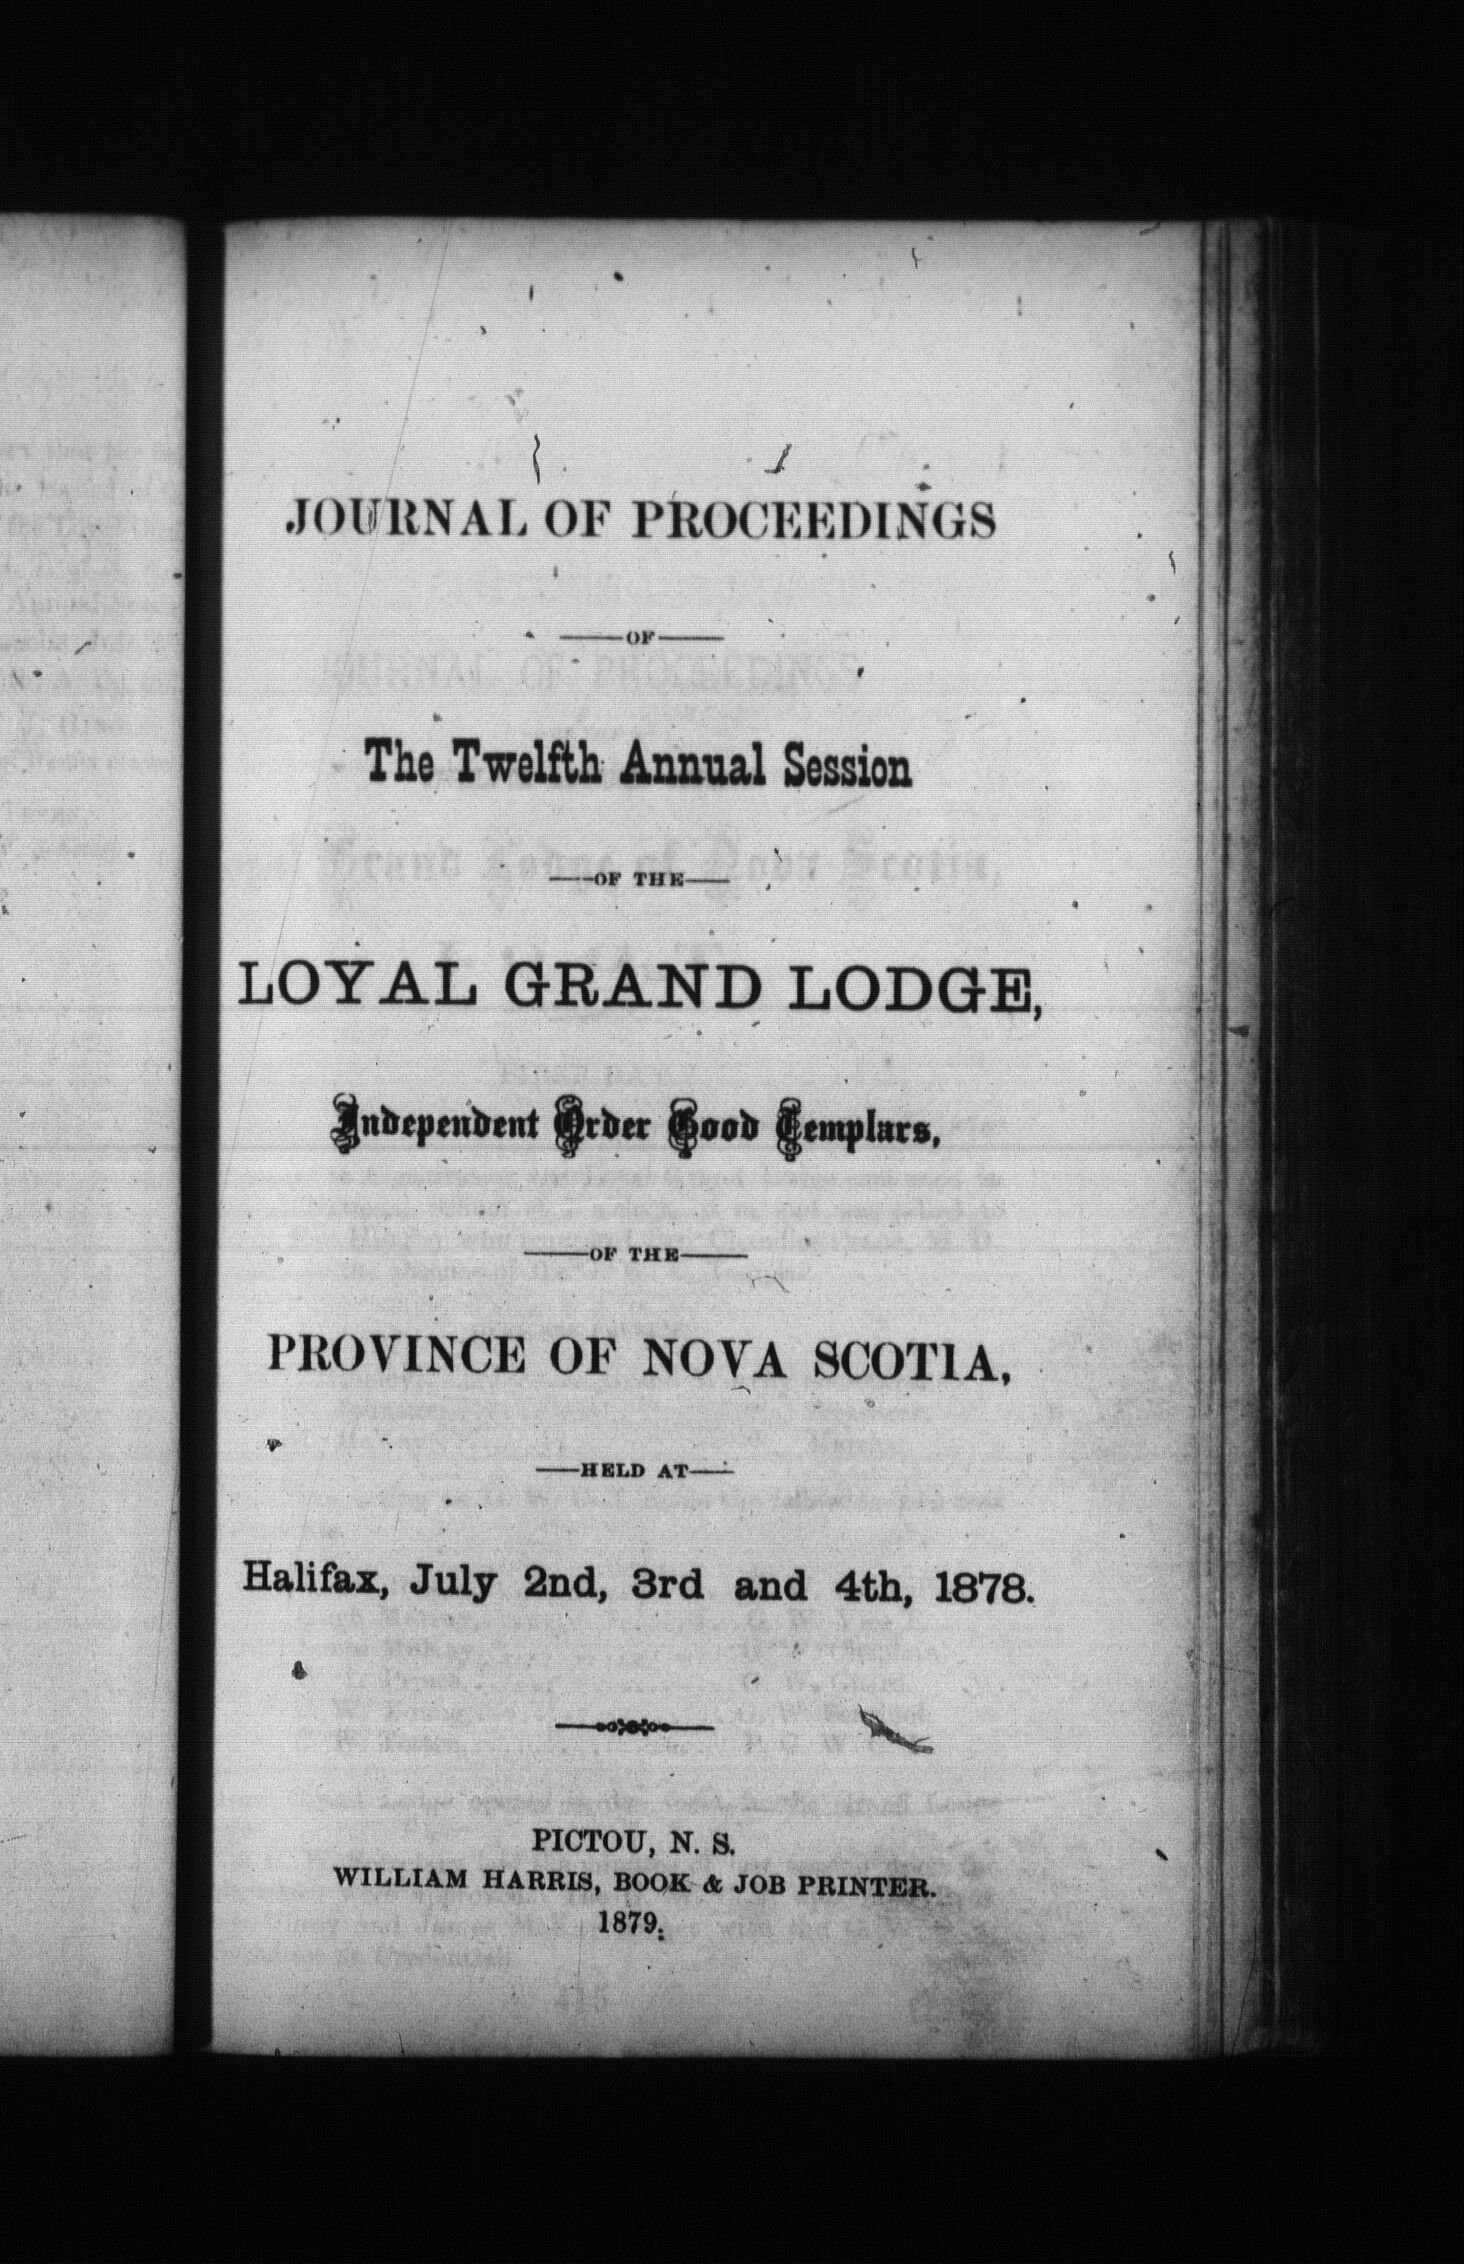 JOURNAL OF PROCEEDINGS
OF
The Twelfth Annual Session
OF THE
LOYAL GRAND LODGE,
Independent Order Good Templars,
OF THE
PROVINCE OF NOVA SCOTIA,
HELD AT
Halifax, July 2nd, 3rd and 4th, 1878.
PICTOU, N. S.
WILLIAM HARRIS, BOOK & JOB PRINTER.
1879.